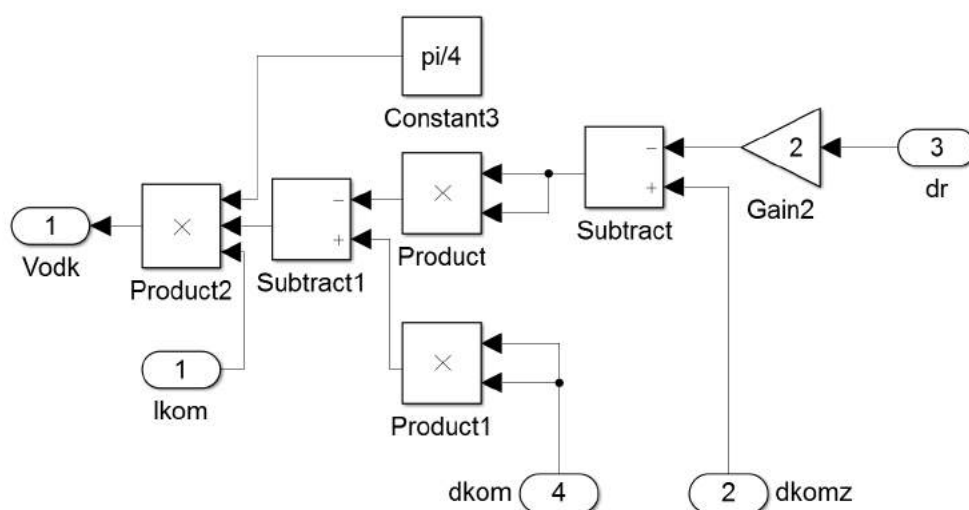 pi/4
Constant3
2
Gain2
3
dr
−
+
Subtract
×
Product
−
+
Subtract1
×
Product2
1
Vodk
1
lkom
×
Product1
dkom
4
2
dkomz